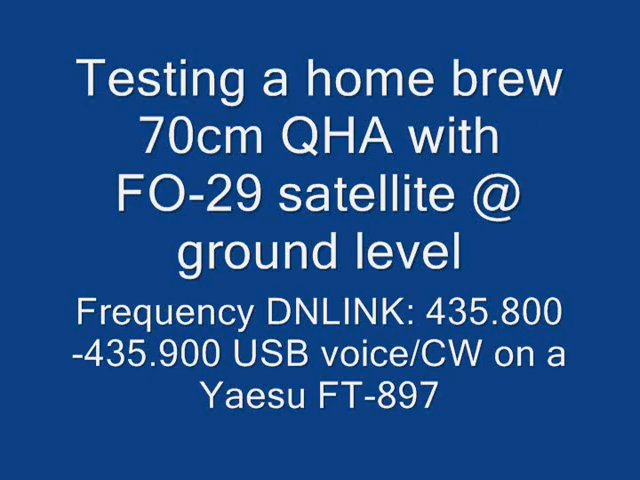 Testing a home brew
70cm QHA with
FO-29 satellite @
ground level
Frequency DNLINK: 435.800
-435.900 USB voice/CW on a
Yaesu FT-897